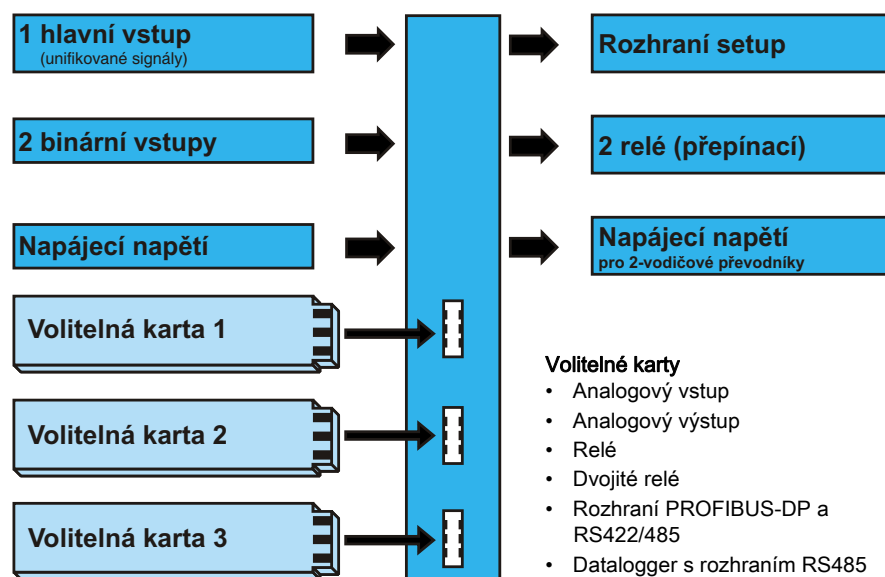 1 hlavní vstup
(unifikované signály)
Rozhraní setup
2 binární vstupy
2 relé (přepínací)
Napájecí napětí
Napájecí napětí
pro 2-vodičové převodníky
Volitelná karta 1
Volitelná karta 2
Volitelná karta 3
Volitelné karty
• Analogový vstup
• Analogový výstup
• Relé
• Dvojité relé
• Rozhraní PROFIBUS-DP a
RS422/485
• Datalogger s rozhraním RS485